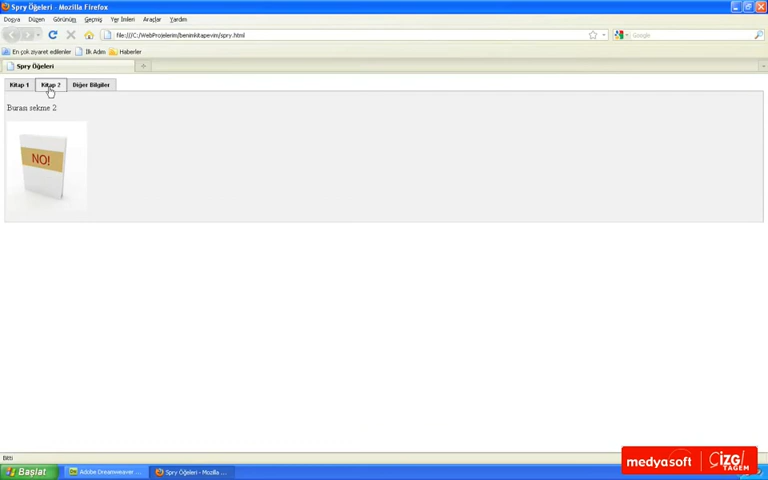 Spry Öğeleri - Mozilla Firefox
Dosya Düzen Görünüm Geçmiş Yer İmleri Araçlar Yardım
file:///C:/WebProjelerim/benimkitapevim/spry.html
Google
En çok ziyaret edilenler İlk Adım Haberler
Spry Öğeleri
Kitap 1 Kitap 2 Diğer Bilgiler
Burası sekme 2
NO!
Bitti
Başlat Adobe Dreamweaver ... Spry Öğeleri - Mozilla ...
medyasoft ÇİZGİ TAGEM